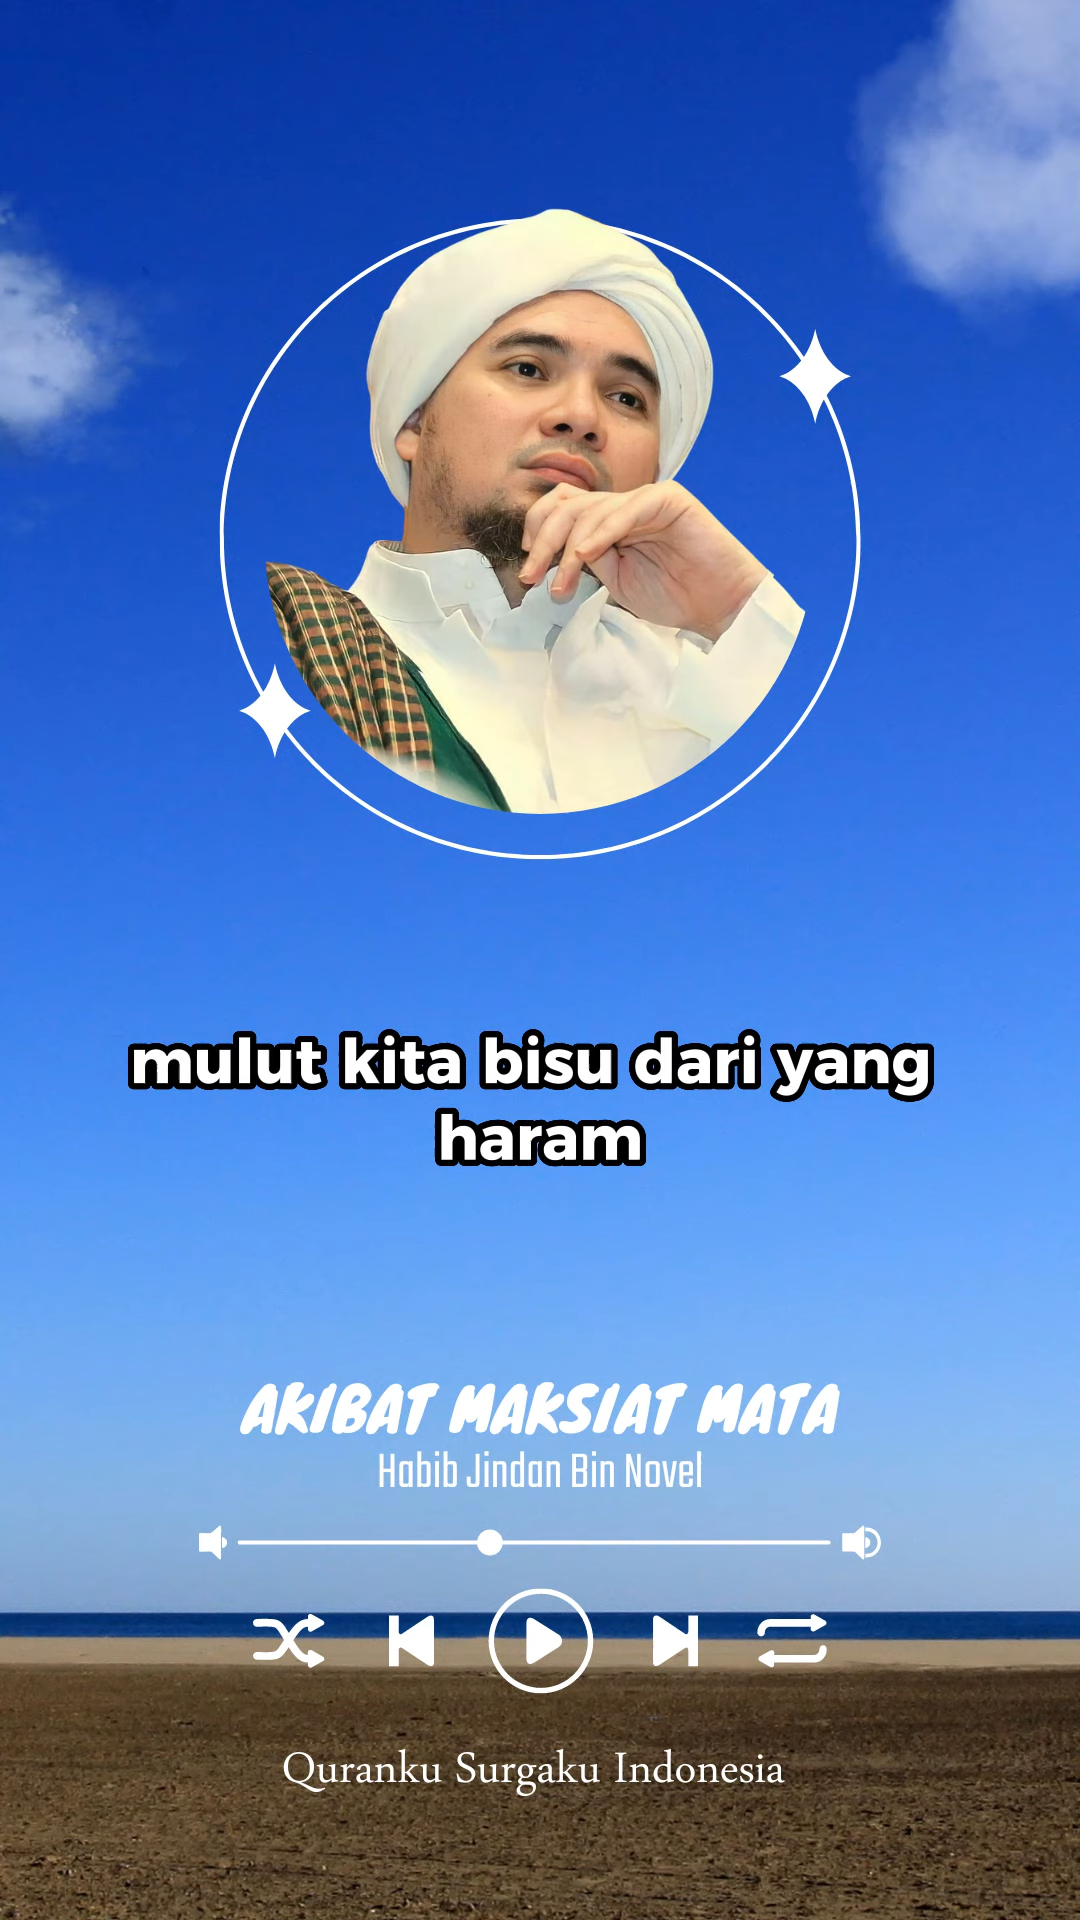 mulut kita bisu dari yang
haram
AKIBAT MAKSIAT MATA
Habib Jindan Bin Novel
Quranku Surgaku Indonesia